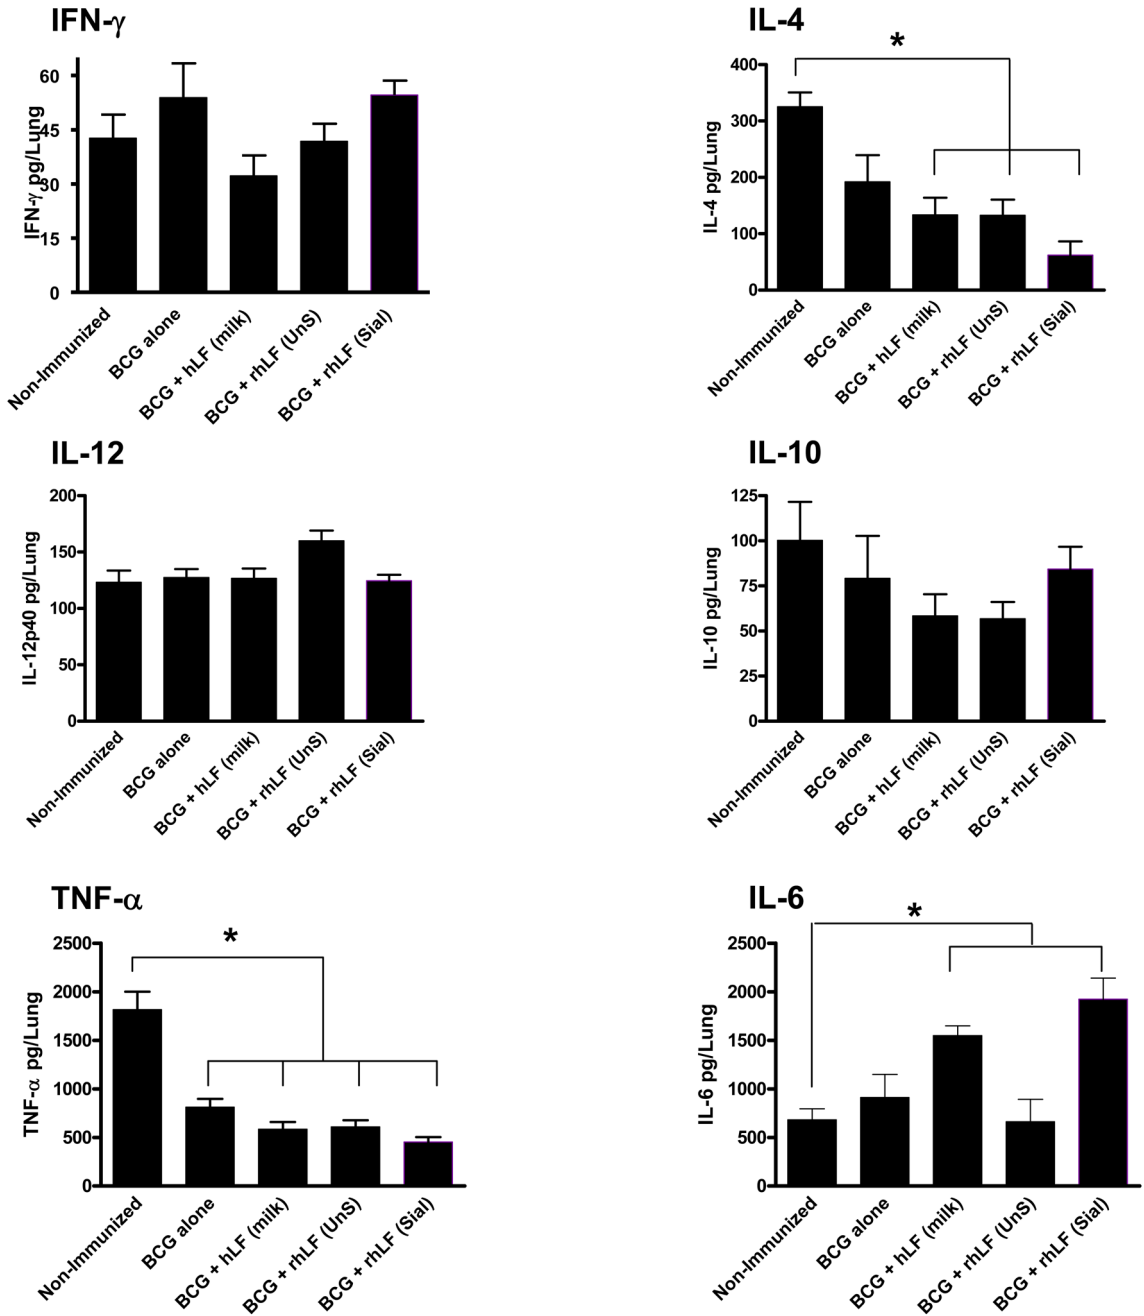 IFN-γ
IFN-γ pg/Lung
60
45
30
15
0
Non-Immunized
BCG alone
BCG + hLF (milk)
BCG + rhLF (UnS)
BCG + rhLF (Sial)
IL-4
*
IL-4 pg/Lung
400
300
200
100
0
Non-Immunized
BCG alone
BCG + hLF (milk)
BCG + rhLF (UnS)
BCG + rhLF (Sial)
IL-12
IL-12p40 pg/Lung
200
150
100
50
0
Non-Immunized
BCG alone
BCG + hLF (milk)
BCG + rhLF (UnS)
BCG + rhLF (Sial)
IL-10
IL-10 pg/Lung
125
100
75
50
25
0
Non-Immunized
BCG alone
BCG + hLF (milk)
BCG + rhLF (UnS)
BCG + rhLF (Sial)
TNF-α
*
TNF-α pg/Lung
2500
2000
1500
1000
500
0
Non-Immunized
BCG alone
BCG + hLF (milk)
BCG + rhLF (UnS)
BCG + rhLF (Sial)
IL-6
*
IL-6 pg/Lung
2500
2000
1500
1000
500
0
Non-Immunized
BCG alone
BCG + hLF (milk)
BCG + rhLF (UnS)
BCG + rhLF (Sial)